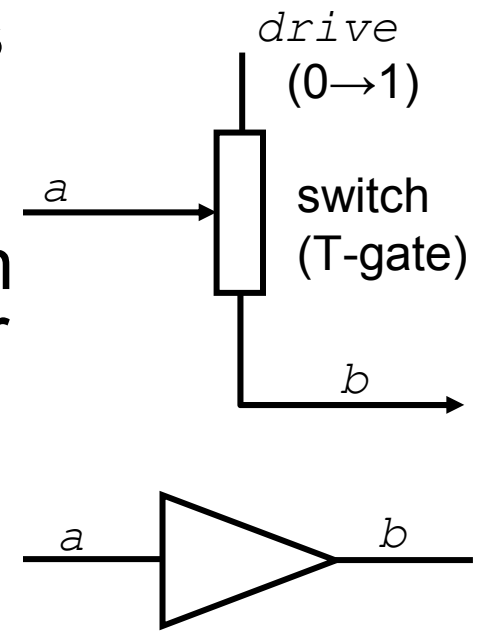 drive
(0→1)
a
switch
(T-gate)
b
a
b